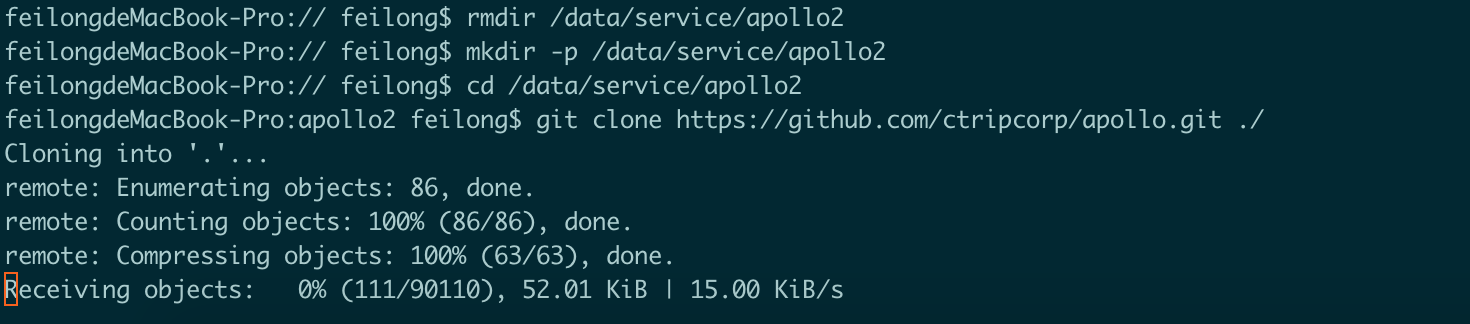 feilongdeMacBook-Pro:// feilong$ rmdir /data/service/apollo2
feilongdeMacBook-Pro:// feilong$ mkdir -p /data/service/apollo2
feilongdeMacBook-Pro:// feilong$ cd /data/service/apollo2
feilongdeMacBook-Pro:apollo2 feilong$ git clone https://github.com/ctripcorp/apollo.git ./
Cloning into '.'...
remote: Enumerating objects: 86, done.
remote: Counting objects: 100% (86/86), done.
remote: Compressing objects: 100% (63/63), done.
Receiving objects:   0% (111/90110), 52.01 KiB | 15.00 KiB/s